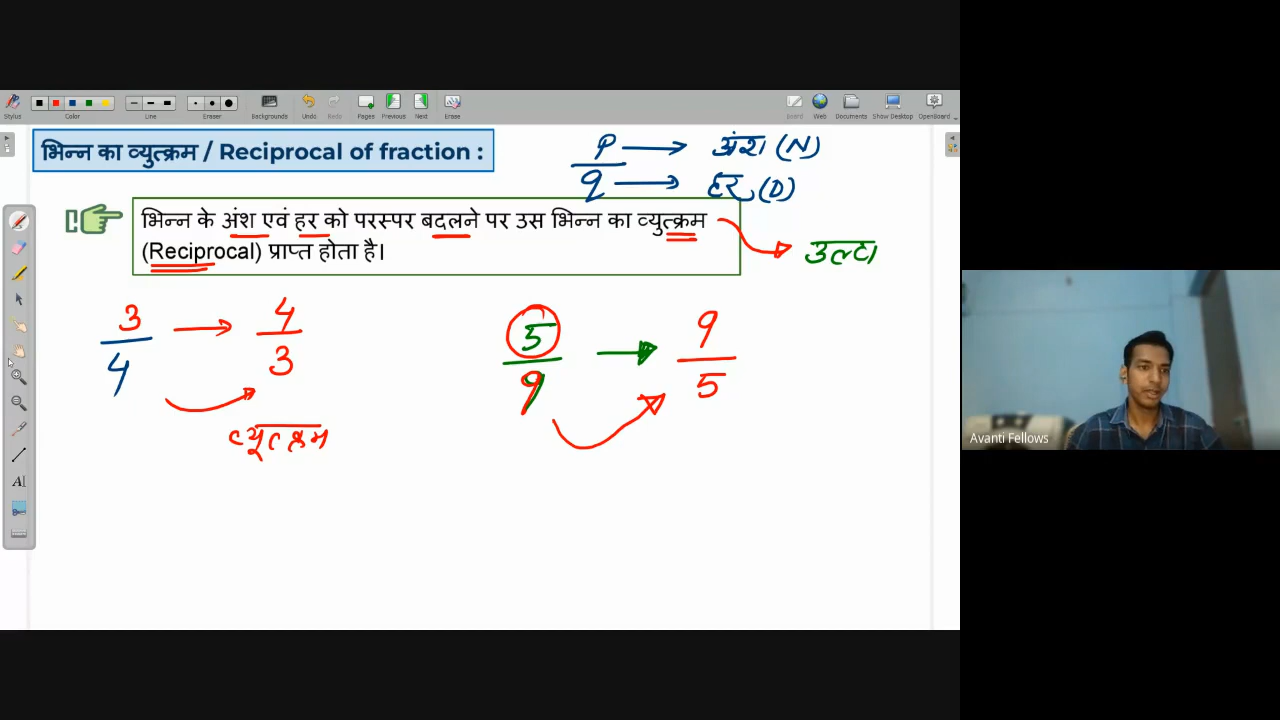 Stylus Color Line Eraser Backgrounds Undo Redo Pages Previous Next Erase Board Web Documents Show Desktop OpenBoard
भिन्न का व्युत्क्रम / Reciprocal of fraction :
p → अंश (N)
q → हर (D)
भिन्न के अंश एवं हर को परस्पर बदलने पर उस भिन्न का व्युत्क्रम
(Reciprocal) प्राप्त होता है।
उल्टा
3/4 → 4/3
व्युत्क्रम
5/9 → 9/5
Avanti Fellows